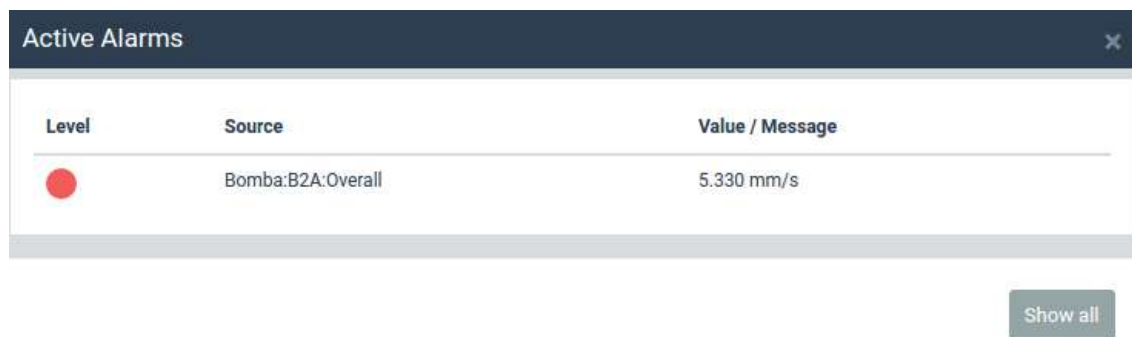 Active Alarms ×
Level Source Value / Message
Bomba:B2A:Overall 5.330 mm/s
Show all